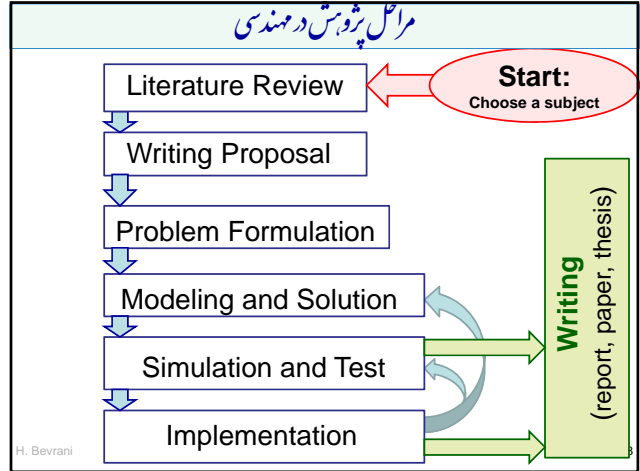 مراحل پژوهش در مهندسی
Start:
Choose a subject
Literature Review
Writing Proposal
Problem Formulation
Modeling and Solution
Simulation and Test
Implementation
Writing
(report, paper, thesis)
H. Bevrani